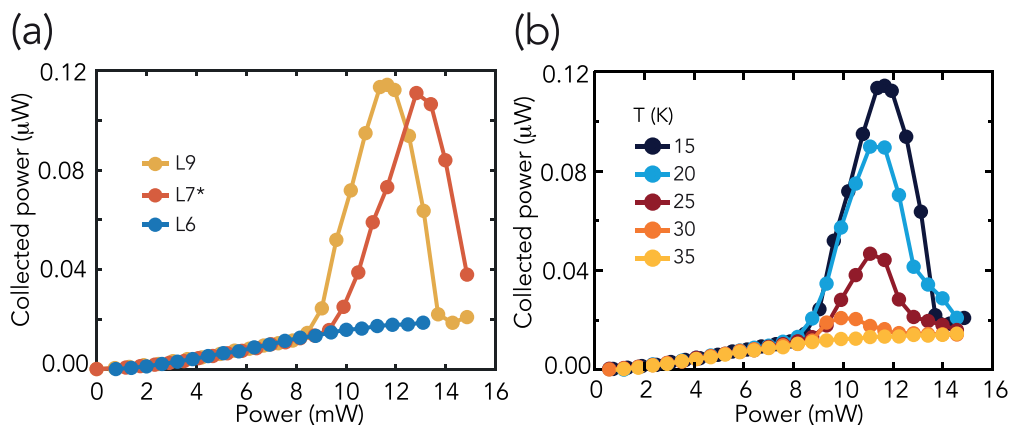 (a)
Collected power (μW)
0.12
0.08
0.04
0.00
L9
L7*
L6
0 2 4 6 8 10 12 14 16
Power (mW)
(b)
Collected power (μW)
0.12
0.08
0.04
0.00
T (K)
15
20
25
30
35
0 2 4 6 8 10 12 14 16
Power (mW)